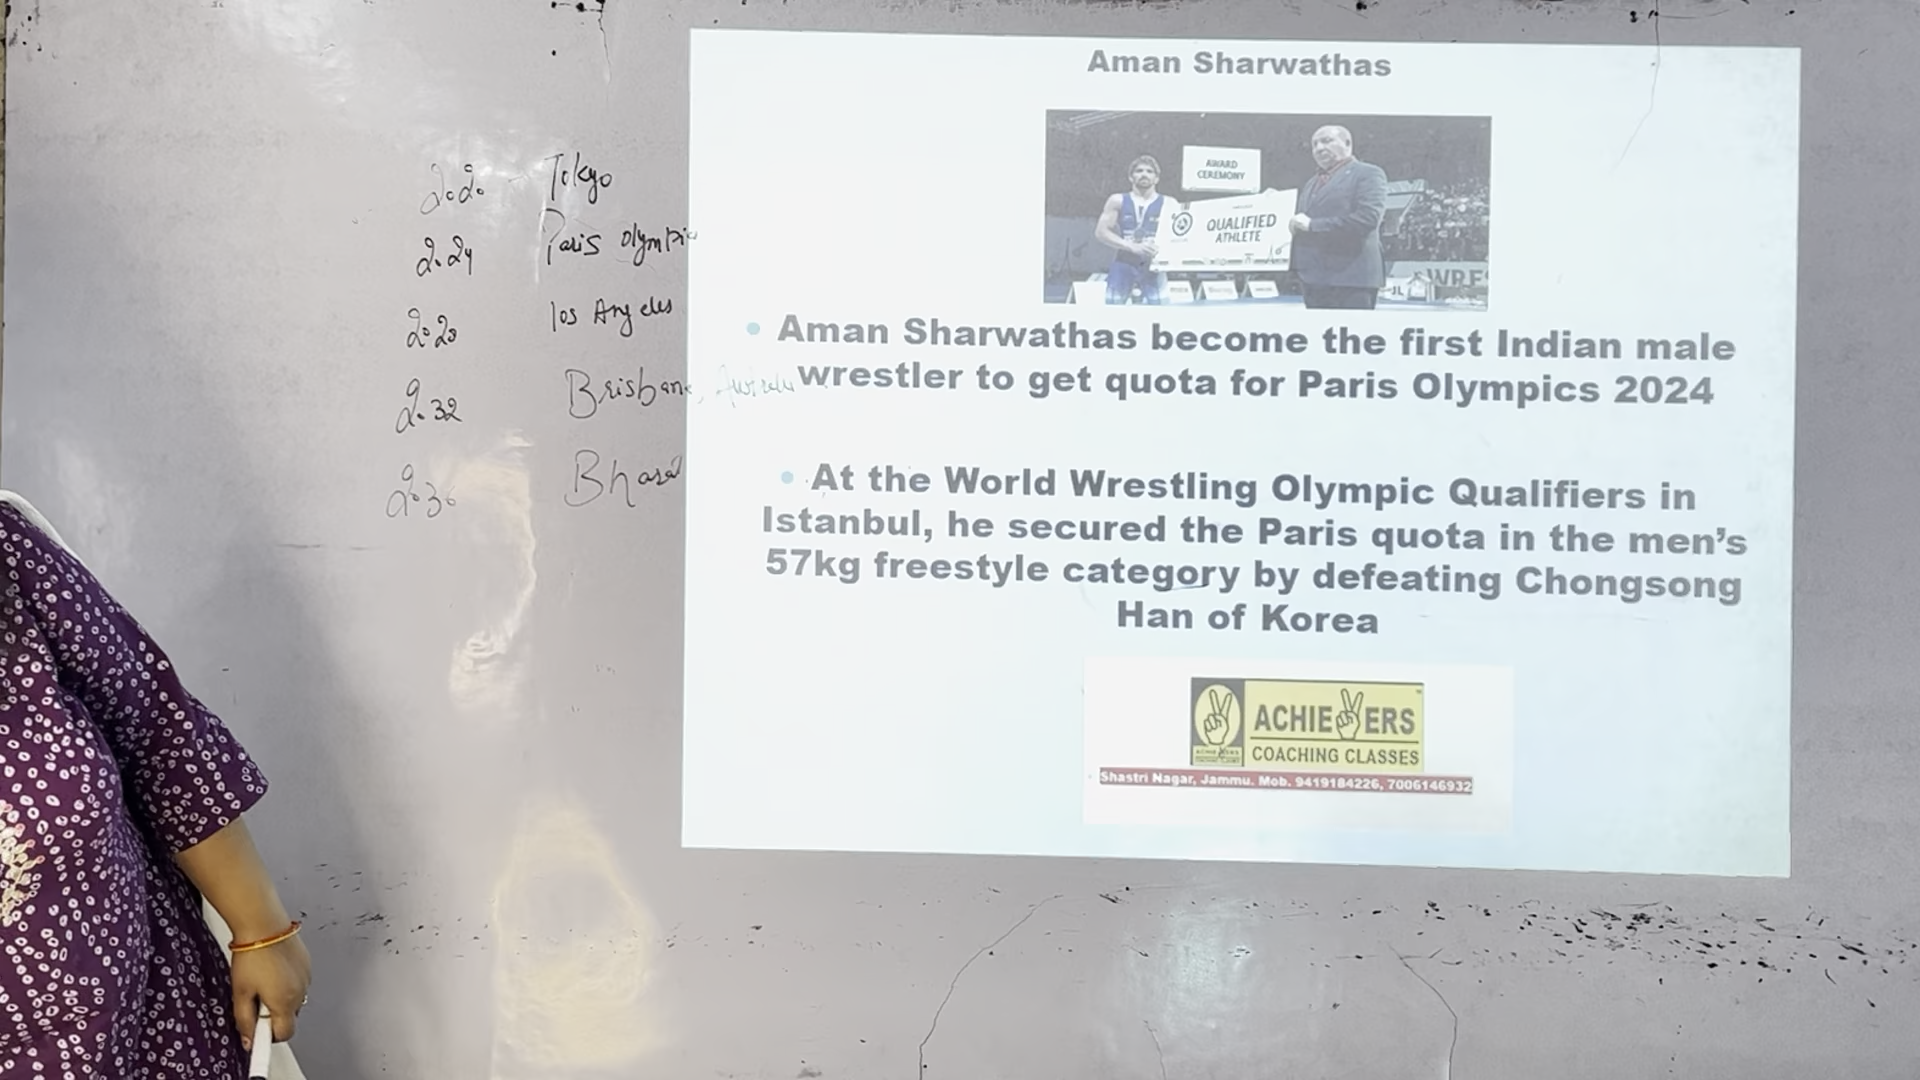 2020 - Tokyo
2024 Paris Olympic
2028 los Angeles
2032 Brisbane, Australia
2036 Bharat
Aman Sharwathas
AWARD
CEREMONY
QUALIFIED
ATHLETE
WRES
• Aman Sharwathas become the first Indian male
wrestler to get quota for Paris Olympics 2024
• At the World Wrestling Olympic Qualifiers in
Istanbul, he secured the Paris quota in the men’s
57kg freestyle category by defeating Chongsong
Han of Korea
ACHIEVERS
COACHING CLASSES
Shastri Nagar, Jammu. Mob. 9419184226, 7006146932